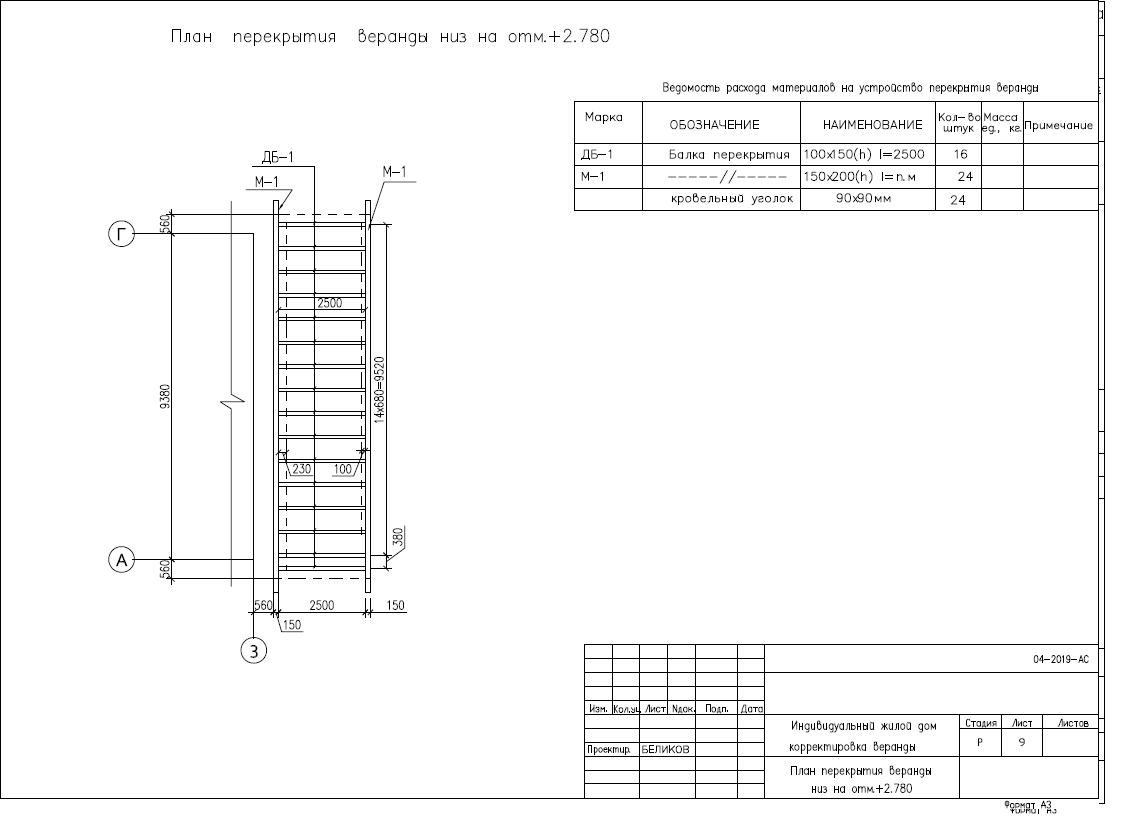 План перекрытия веранды низ на отм.+2.780
Ведомость расхода материалов на устройство перекрытия веранды
Марка ОБОЗНАЧЕНИЕ НАИМЕНОВАНИЕ Кол-во штук Масса ед., кг. Примечание
ДБ-1 Балка перекрытия 100x150(h) l=2500 16
М-1 -----//----- 150x200(h) l=п.м 24
кровельный уголок 90x90мм 24
ДБ-1
М-1
М-1
560
Г
2500
9380
14x680=9520
230
100
380
А
560
560
2500
150
150
3
04-2019-АС
Изм. Кол.уч Лист Nдок. Подп. Дата
Индивидуальный жилой дом
корректировка веранды
Стадия Лист Листов
Р 9
Проектир. БЕЛИКОВ
План перекрытия веранды
низ на отм.+2.780
Формат А3
Формат А3